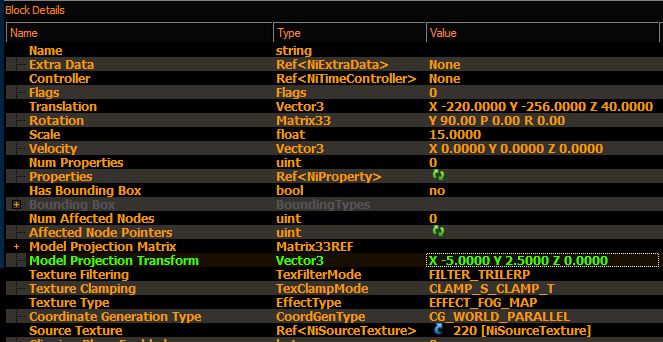 Block Details
Name Type Value
Name string
Extra Data Ref<NiExtraData> None
Controller Ref<NiTimeController> None
Flags Flags 0
Translation Vector3 X -220.0000 Y -256.0000 Z 40.0000
Rotation Matrix33 Y 90.00 P 0.00 R 0.00
Scale float 15.0000
Velocity Vector3 X 0.0000 Y 0.0000 Z 0.0000
Num Properties uint 0
Properties Ref<NiProperty>
Has Bounding Box bool no
Bounding Box BoundingTypes
Num Affected Nodes uint 0
Affected Node Pointers uint
Model Projection Matrix Matrix33REF
Model Projection Transform Vector3 X -5.0000 Y 2.5000 Z 0.0000
Texture Filtering TexFilterMode FILTER_TRILERP
Texture Clamping TexClampMode CLAMP_S_CLAMP_T
Texture Type EffectType EFFECT_FOG_MAP
Coordinate Generation Type CoordGenType CG_WORLD_PARALLEL
Source Texture Ref<NiSourceTexture> 220 [NiSourceTexture]